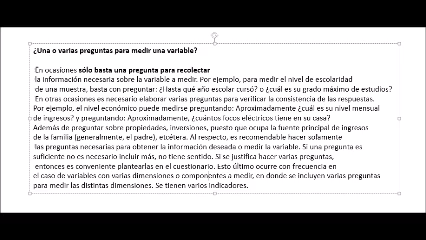 ¿Una o varias preguntas para medir una variable?
En ocasiones sólo basta una pregunta para recolectar
la información necesaria sobre la variable a medir. Por ejemplo, para medir el nivel de escolaridad
de una muestra, basta con preguntar: ¿Hasta qué año escolar cursó? o ¿cuál es su grado máximo de estudios?
En otras ocasiones es necesario elaborar varias preguntas para verificar la consistencia de las respuestas.
Por ejemplo, el nivel económico puede medirse preguntando: Aproximadamente ¿cuál es su nivel mensual
de ingresos? y preguntando: Aproximadamente, ¿cuántos focos eléctricos tiene en su casa?
Además de preguntar sobre propiedades, inversiones, puesto que ocupa la fuente principal de ingresos
de la familia (generalmente, el padre), etcétera. Al respecto, es recomendable hacer solamente
las preguntas necesarias para obtener la información deseada o medir la variable. Si una pregunta es
suficiente no es necesario incluir más, no tiene sentido. Si se justifica hacer varias preguntas,
entonces es conveniente plantearlas en el cuestionario. Esto último ocurre con frecuencia en
el caso de variables con varias dimensiones o componentes a medir, en donde se incluyen varias preguntas
para medir las distintas dimensiones. Se tienen varios indicadores.